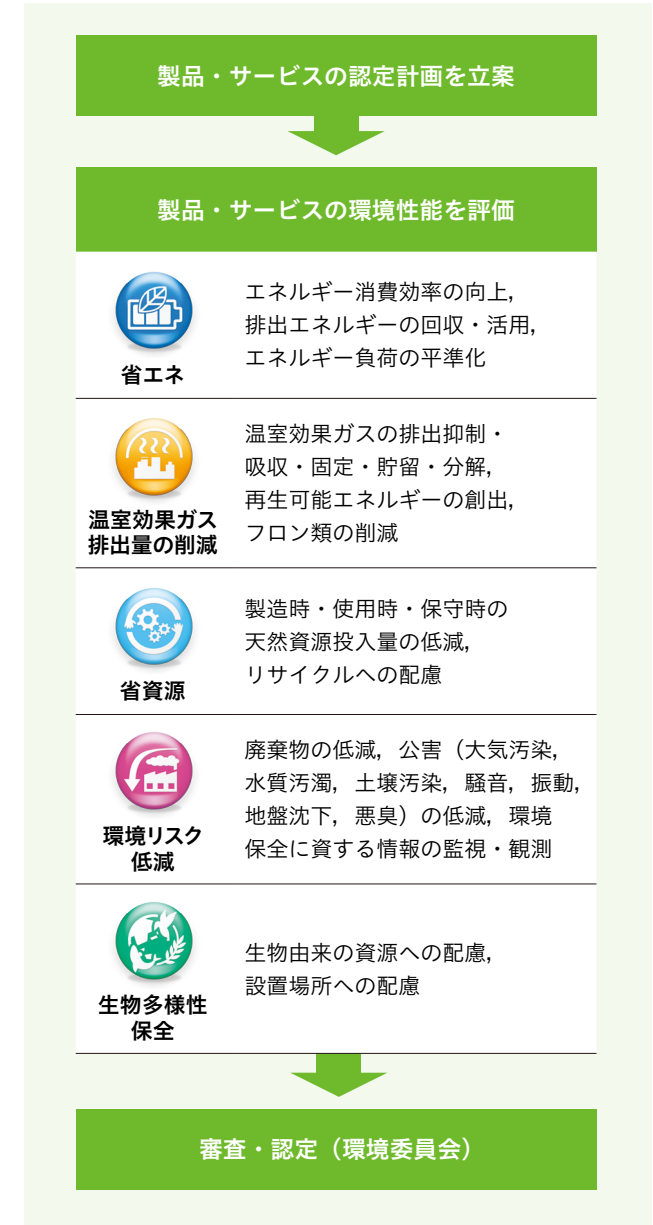 製品・サービスの認定計画を立案
製品・サービスの環境性能を評価
省エネ
エネルギー消費効率の向上,
排出エネルギーの回収・活用,
エネルギー負荷の平準化
温室効果ガス
排出量の削減
温室効果ガスの排出抑制・
吸収・固定・貯留・分解,
再生可能エネルギーの創出,
フロン類の削減
省資源
製造時・使用時・保守時の
天然資源投入量の低減,
リサイクルへの配慮
環境リスク
低減
廃棄物の低減, 公害（大気汚染,
水質汚濁, 土壌汚染, 騒音, 振動,
地盤沈下, 悪臭）の低減, 環境
保全に資する情報の監視・観測
生物多様性
保全
生物由来の資源への配慮,
設置場所への配慮
審査・認定（環境委員会）